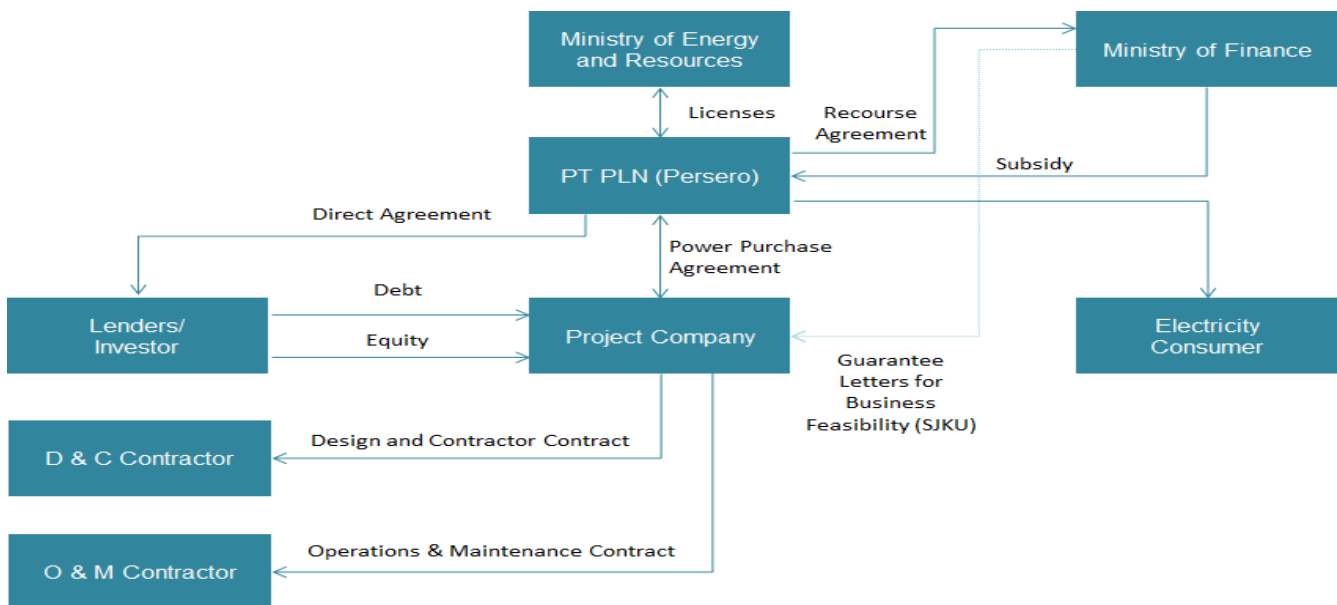 Ministry of Energy
and Resources
Ministry of Finance
Licenses
Recourse
Agreement
PT PLN (Persero)
Subsidy
Direct Agreement
Power Purchase
Agreement
Debt
Lenders/
Investor
Equity
Project Company
Electricity
Consumer
Guarantee
Letters for
Business
Feasibility (SJKU)
Design and Contractor Contract
D & C Contractor
Operations & Maintenance Contract
O & M Contractor